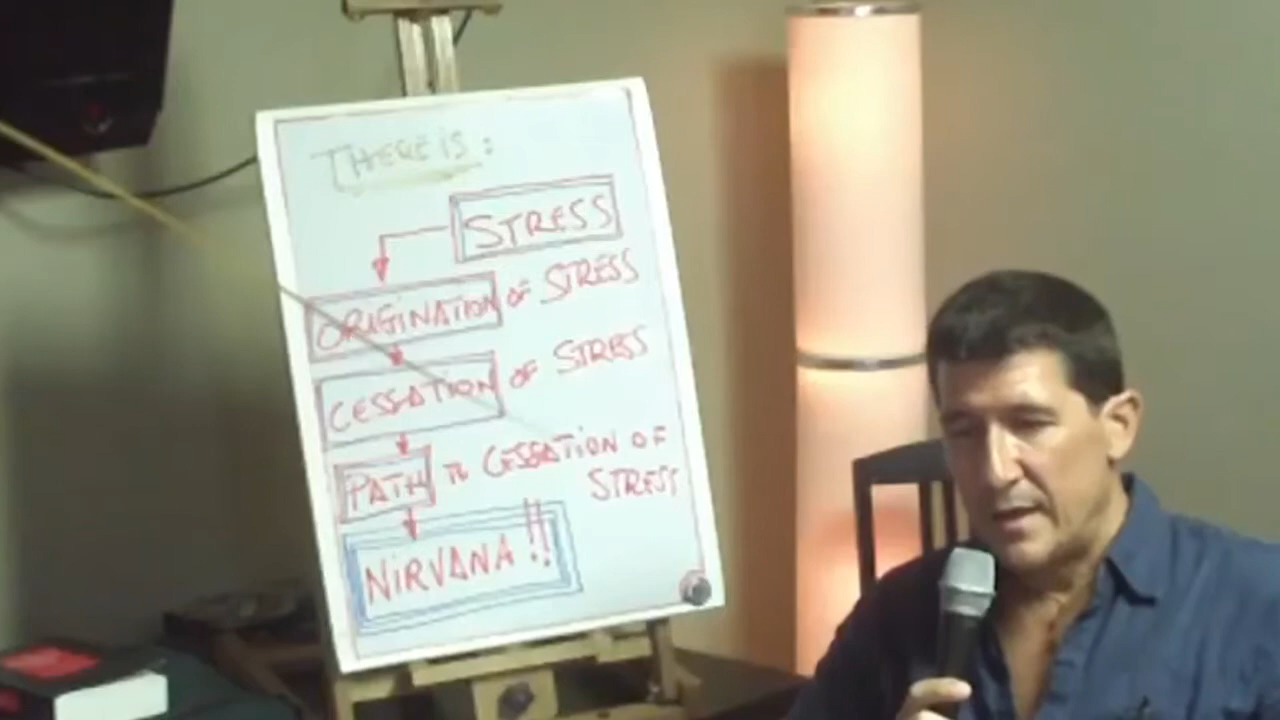 THERE IS:
STRESS
ORIGINATION OF STRESS
CESSATION OF STRESS
PATH TO CESSATION OF
STRESS
NIRVANA !!